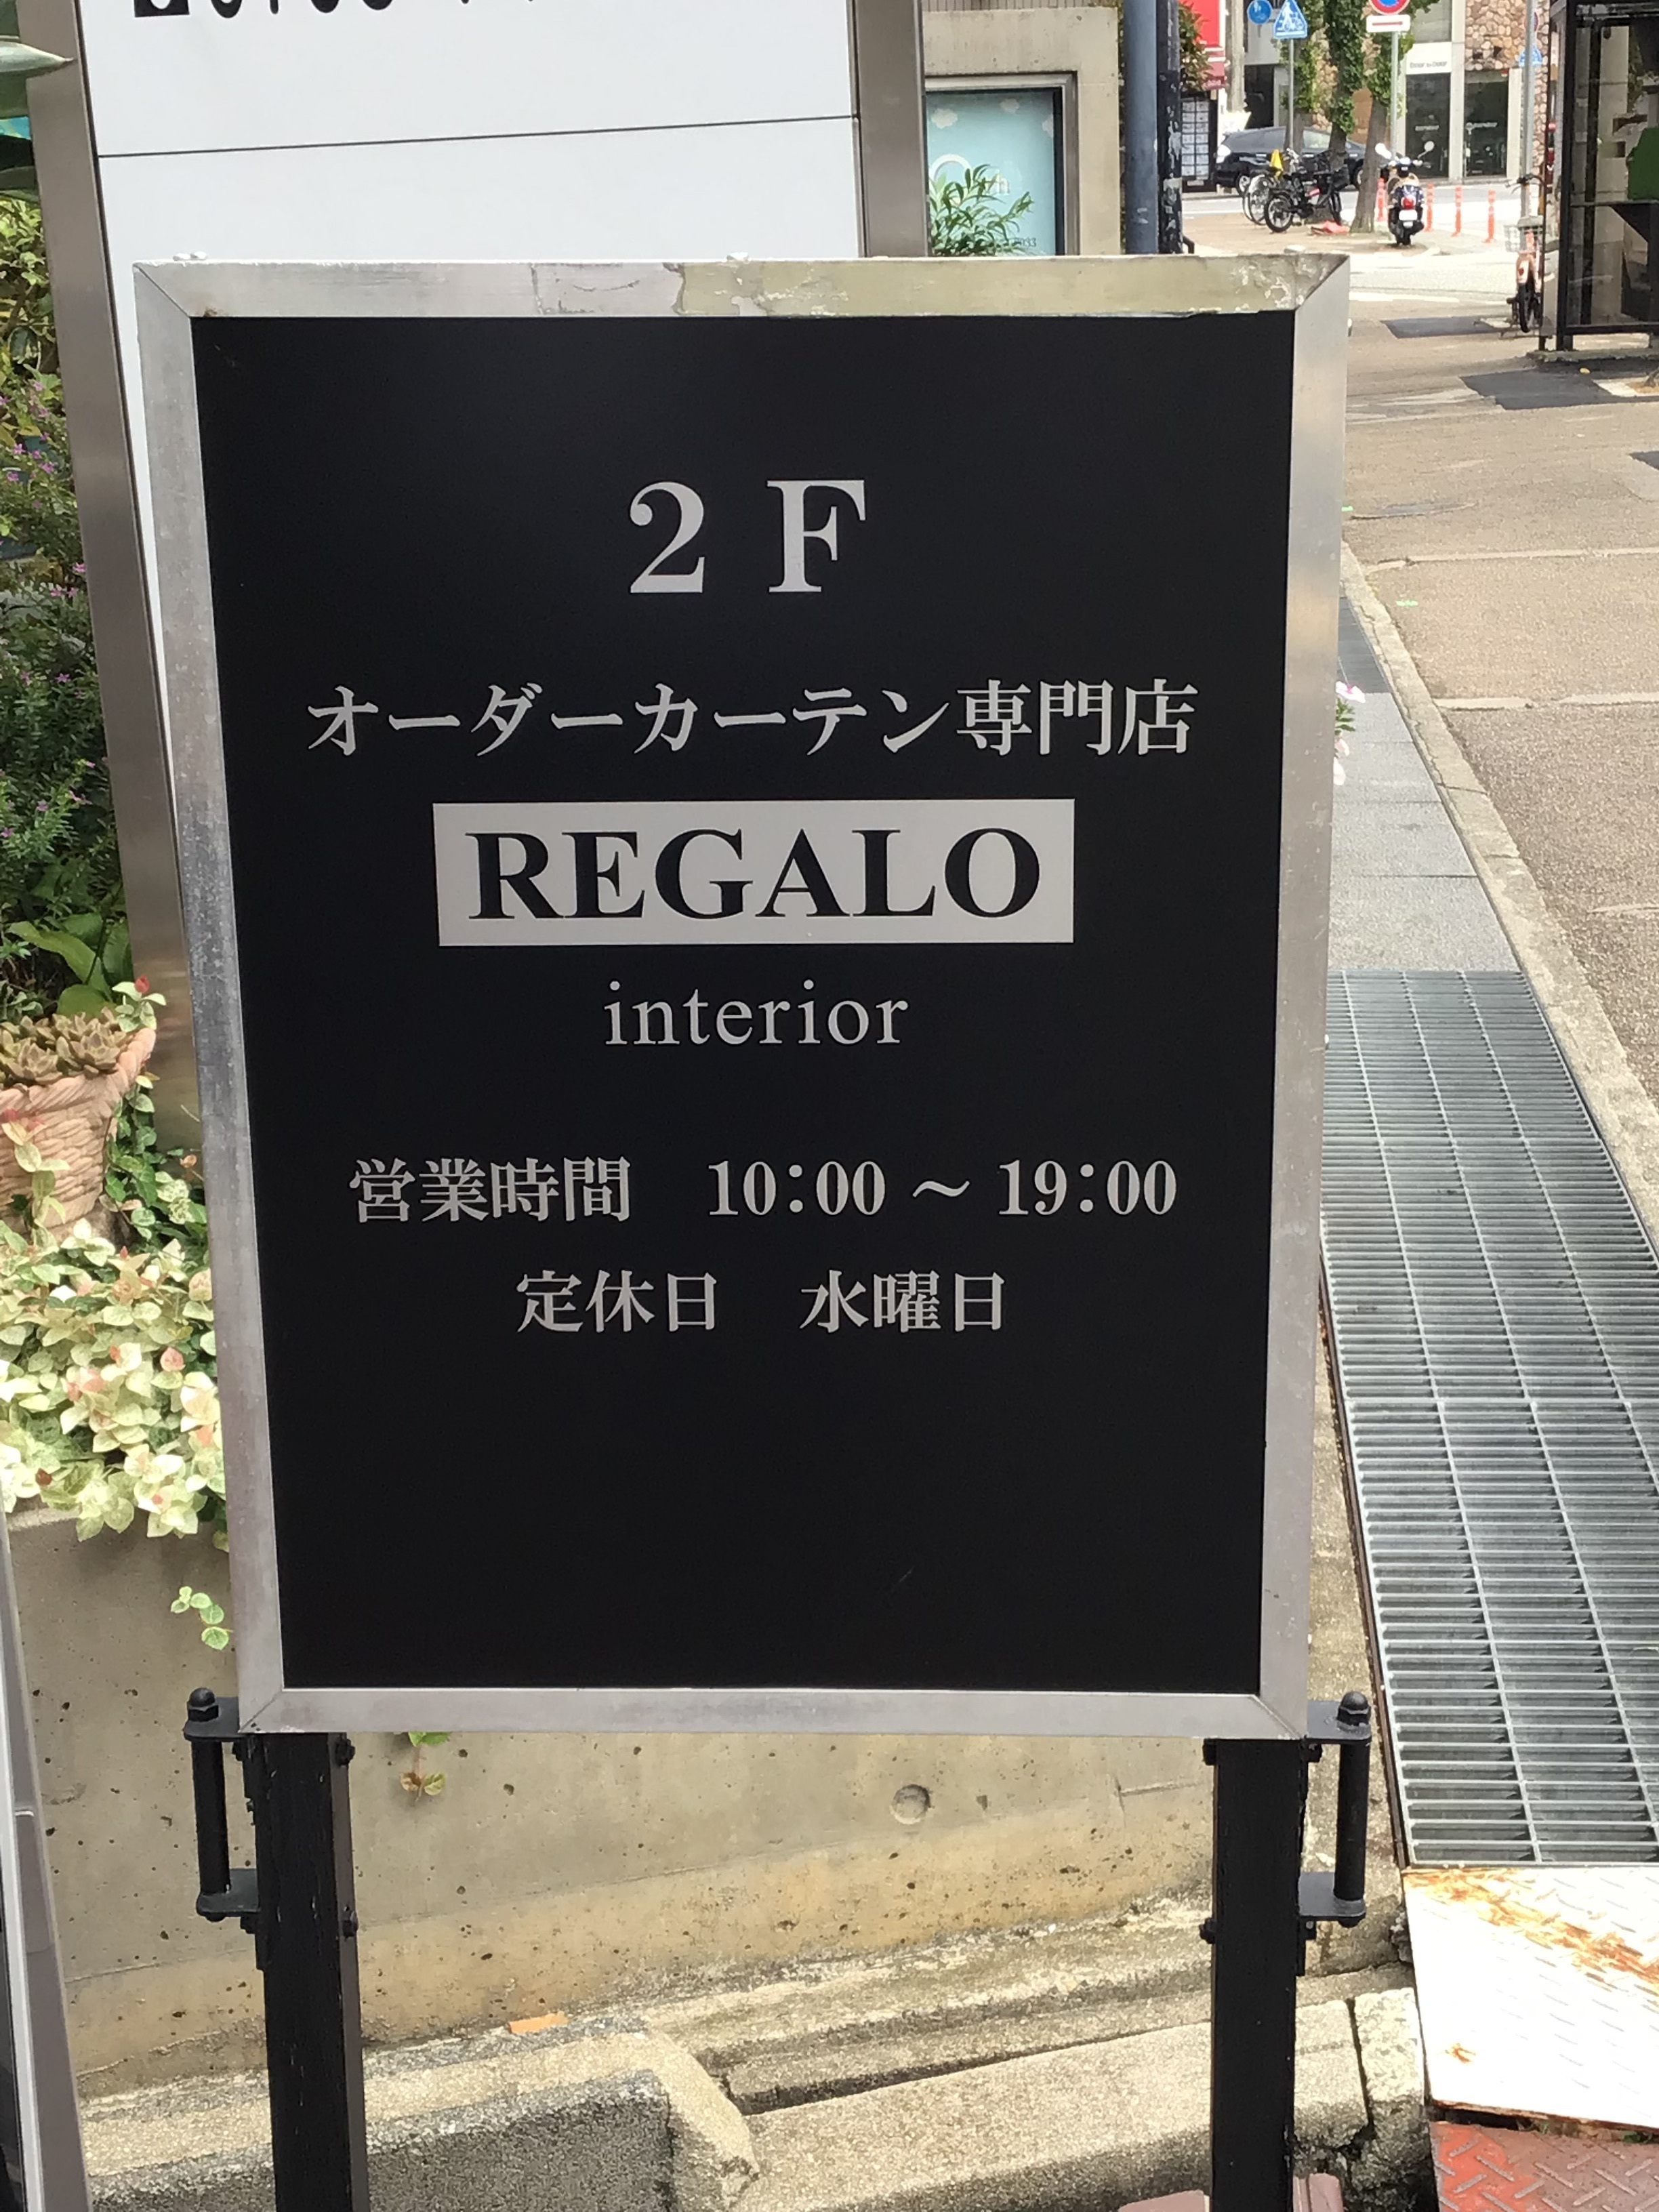 2F
オーダーカーテン専門店
REGALO
interior
営業時間　10：00 〜 19：00
定休日　水曜日